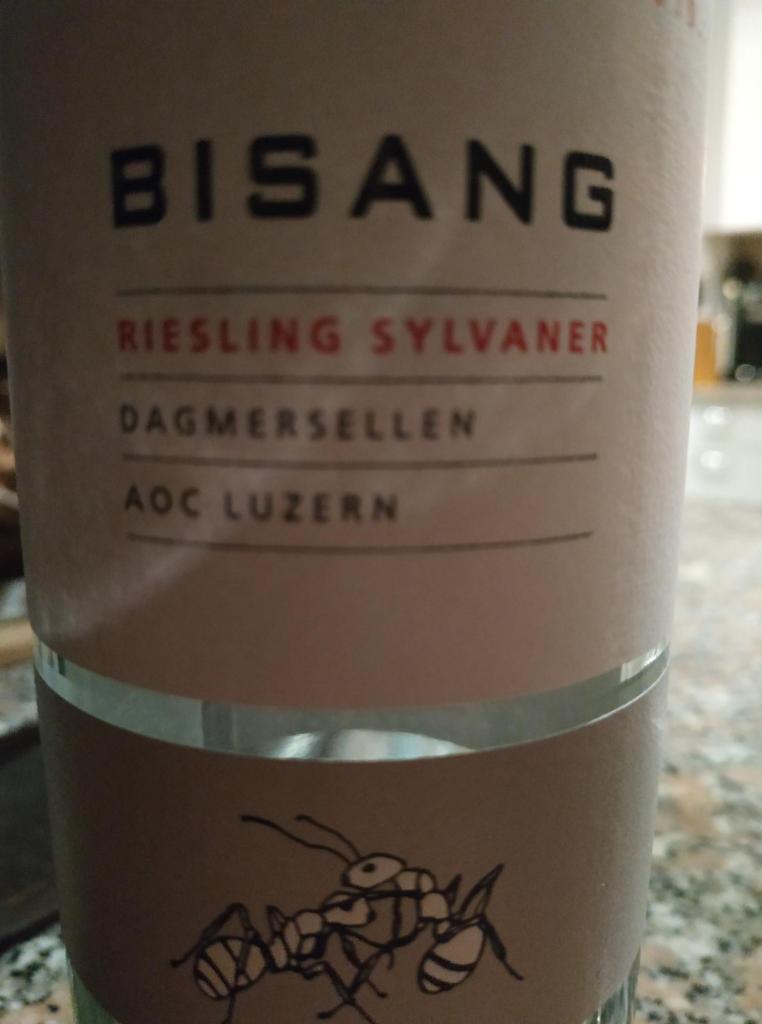 BISANG
RIESLING SYLVANER
DAGMERSELLEN
AOC LUZERN